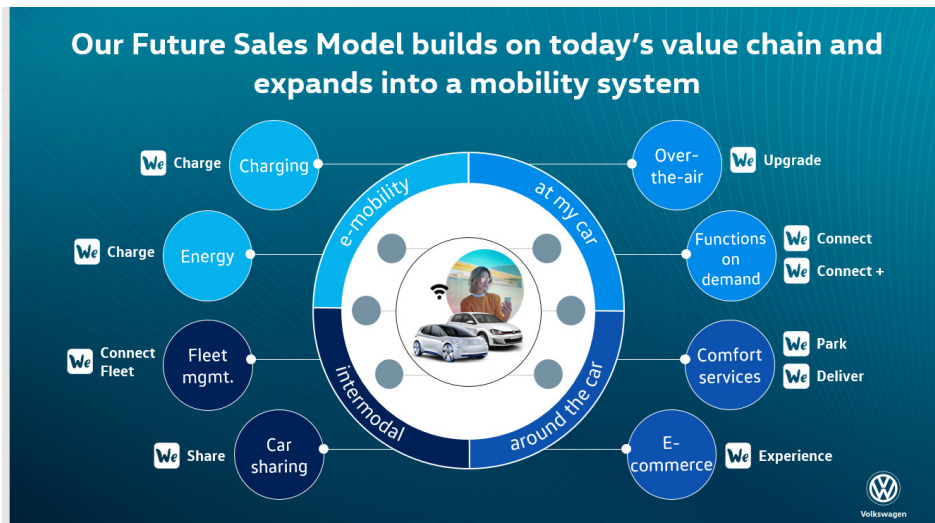 Our Future Sales Model builds on today's value chain and
expands into a mobility system
We Charge
Charging
We Charge
Energy
We Connect
Fleet
Fleet
mgmt.
We Share
Car
sharing
e-mobility
at my car
intermodal
around the car
Over-
the-air
We Upgrade
Functions
on
demand
We Connect
We Connect +
Comfort
services
We Park
We Deliver
E-
commerce
We Experience
Volkswagen